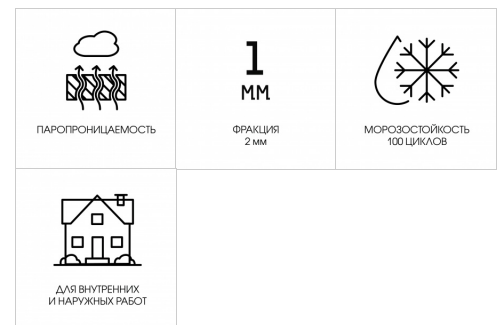 1
мм
ПАРОПРОНИЦАЕМОСТЬ
ФРАКЦИЯ
2 мм
МОРОЗОСТОЙКОСТЬ
100 ЦИКЛОВ
ДЛЯ ВНУТРЕННИХ
И НАРУЖНЫХ РАБОТ